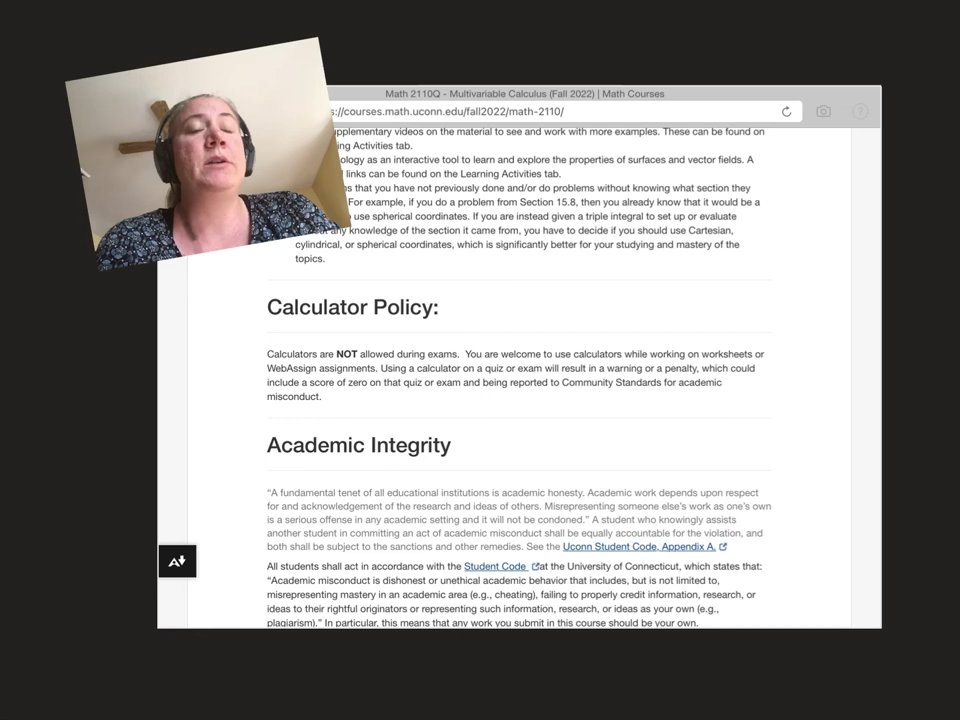 Math 2110Q - Multivariable Calculus (Fall 2022) | Math Courses
s://courses.math.uconn.edu/fall2022/math-2110/
supplementary videos on the material to see and work with more examples. These can be found on
Activities tab.
as an interactive tool to learn and explore the properties of surfaces and vector fields. A
links can be found on the Learning Activities tab.
that you have not previously done and/or do problems without knowing what section they
For example, if you do a problem from Section 15.8, then you already know that it would be a
use spherical coordinates. If you are instead given a triple integral to set up or evaluate
any knowledge of the section it came from, you have to decide if you should use Cartesian,
cylindrical, or spherical coordinates, which is significantly better for your studying and mastery of the
topics.
Calculator Policy:
Calculators are NOT allowed during exams. You are welcome to use calculators while working on worksheets or
WebAssign assignments. Using a calculator on a quiz or exam will result in a warning or a penalty, which could
include a score of zero on that quiz or exam and being reported to Community Standards for academic
misconduct.
Academic Integrity
“A fundamental tenet of all educational institutions is academic honesty. Academic work depends upon respect
for and acknowledgement of the research and ideas of others. Misrepresenting someone else’s work as one’s own
is a serious offense in any academic setting and it will not be condoned.” A student who knowingly assists
another student in committing an act of academic misconduct shall be equally accountable for the violation, and
both shall be subject to the sanctions and other remedies. See the Uconn Student Code, Appendix A.
All students shall act in accordance with the Student Code at the University of Connecticut, which states that:
“Academic misconduct is dishonest or unethical academic behavior that includes, but is not limited to,
misrepresenting mastery in an academic area (e.g., cheating), failing to properly credit information, research, or
ideas to their rightful originators or representing such information, research, or ideas as your own (e.g.,
plagiarism).” In particular, this means that any work you submit in this course should be your own.